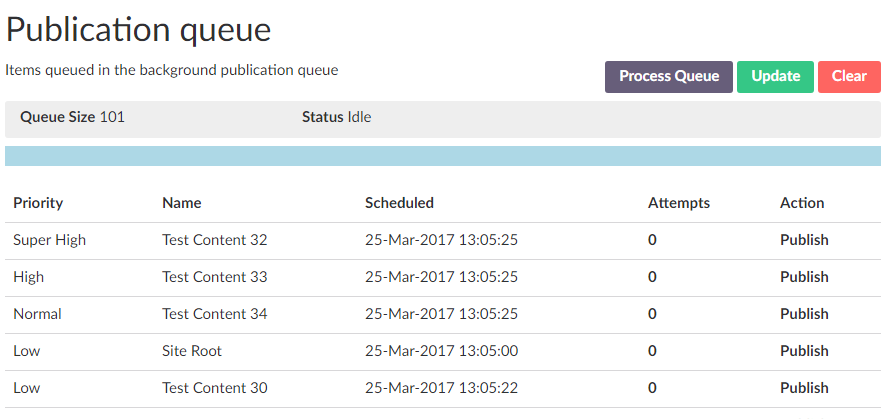 Publication queue
Items queued in the background publication queue
Process Queue Update Clear
Queue Size 101 Status Idle
Priority Name Scheduled Attempts Action
Super High Test Content 32 25-Mar-2017 13:05:25 0 Publish
High Test Content 33 25-Mar-2017 13:05:25 0 Publish
Normal Test Content 34 25-Mar-2017 13:05:25 0 Publish
Low Site Root 25-Mar-2017 13:05:00 0 Publish
Low Test Content 30 25-Mar-2017 13:05:22 0 Publish